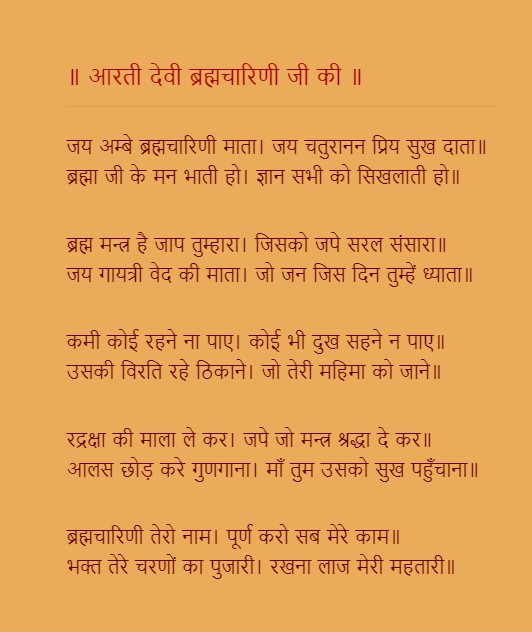 ॥ आरती देवी ब्रह्मचारिणी जी की ॥
जय अम्बे ब्रह्मचारिणी माता। जय चतुरानन प्रिय सुख दाता॥
ब्रह्मा जी के मन भाती हो। ज्ञान सभी को सिखलाती हो॥
ब्रह्म मन्त्र है जाप तुम्हारा। जिसको जपे सरल संसारा॥
जय गायत्री वेद की माता। जो जन जिस दिन तुम्हें ध्याता॥
कमी कोई रहने ना पाए। कोई भी दुख सहने न पाए॥
उसकी विरति रहे ठिकाने। जो तेरी महिमा को जाने॥
रद्रक्षा की माला ले कर। जपे जो मन्त्र श्रद्धा दे कर॥
आलस छोड़ करे गुणगाना। माँ तुम उसको सुख पहुँचाना॥
ब्रह्मचारिणी तेरो नाम। पूर्ण करो सब मेरे काम॥
भक्त तेरे चरणों का पुजारी। रखना लाज मेरी महतारी॥